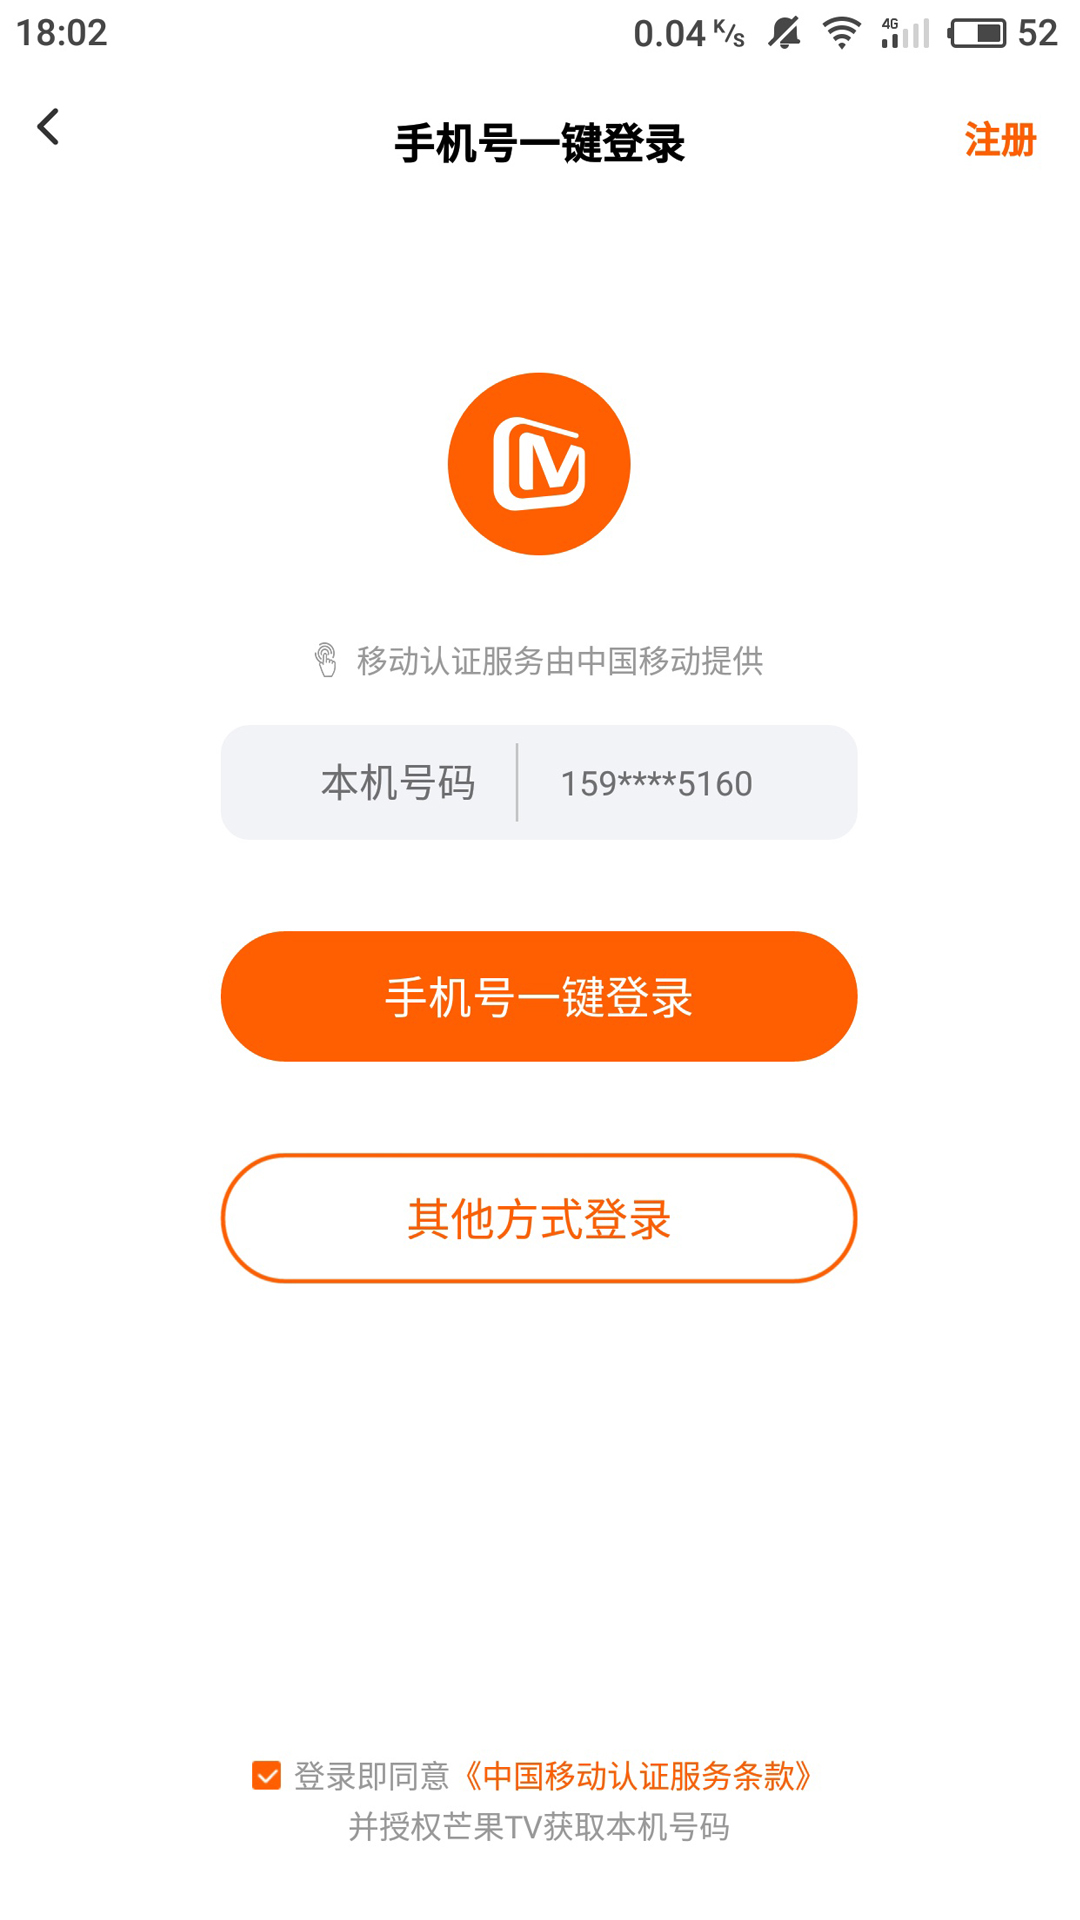 18:02
0.04 K/s 4G 52
手机号一键登录
注册
移动认证服务由中国移动提供
本机号码 159****5160
手机号一键登录
其他方式登录
登录即同意《中国移动认证服务条款》
并授权芒果TV获取本机号码